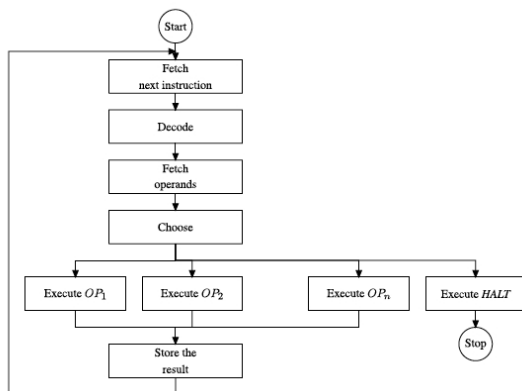 Start
Fetch
next instruction
Decode
Fetch
operands
Choose
Execute OP₁
Execute OP₂
Execute OPₙ
Execute HALT
Stop
Store the
result